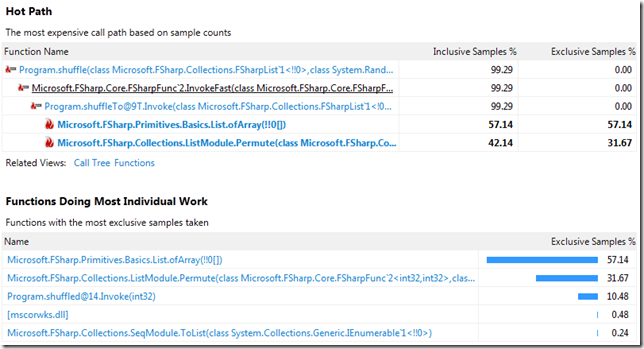 Hot Path
The most expensive call path based on sample counts
Function Name Inclusive Samples % Exclusive Samples %
Program.shuffle(class Microsoft.FSharp.Collections.FSharpList`1<!!0>,class System.Rand... 99.29 0.00
Microsoft.FSharp.Core.FSharpFunc`2.InvokeFast(class Microsoft.FSharp.Core.FSharpF... 99.29 0.00
Program.shuffleTo@9T.Invoke(class Microsoft.FSharp.Collections.FSharpList`1<!0... 99.29 0.00
Microsoft.FSharp.Primitives.Basics.List.ofArray(!!0[]) 57.14 57.14
Microsoft.FSharp.Collections.ListModule.Permute(class Microsoft.FSharp.Co... 42.14 31.67
Related Views: Call Tree Functions
Functions Doing Most Individual Work
Functions with the most exclusive samples taken
Name Exclusive Samples %
Microsoft.FSharp.Primitives.Basics.List.ofArray(!!0[]) 57.14
Microsoft.FSharp.Collections.ListModule.Permute(class Microsoft.FSharp.Core.FSharpFunc`2<int32,int32>,clas... 31.67
Program.shuffled@14.Invoke(int32) 10.48
[mscorwks.dll] 0.48
Microsoft.FSharp.Collections.SeqModule.ToList(class System.Collections.Generic.IEnumerable`1<!!0>) 0.24